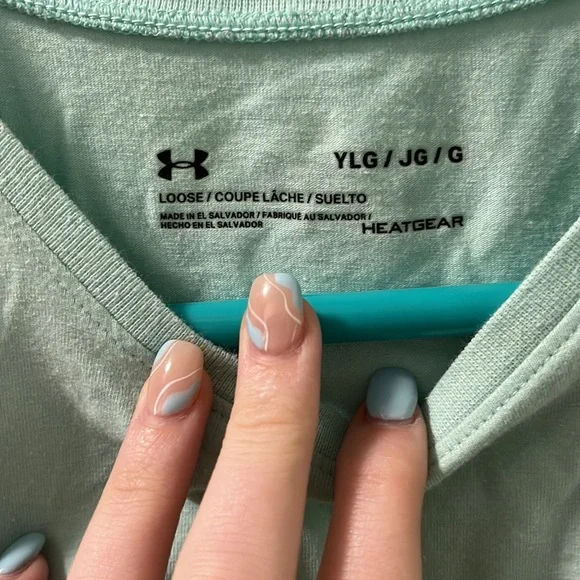 YLG / JG / G
LOOSE / COUPE LÂCHE / SUELTO
MADE IN EL SALVADOR / FABRIQUÉ AU SALVADOR /
HECHO EN EL SALVADOR
HEATGEAR